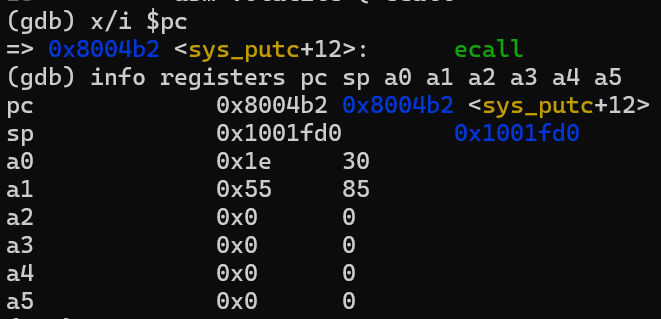 (gdb) x/i $pc
=> 0x8004b2 <sys_putc+12>: ecall
(gdb) info registers pc sp a0 a1 a2 a3 a4 a5
pc 0x8004b2 0x8004b2 <sys_putc+12>
sp 0x1001fd0 0x1001fd0
a0 0x1e 30
a1 0x55 85
a2 0x0 0
a3 0x0 0
a4 0x0 0
a5 0x0 0